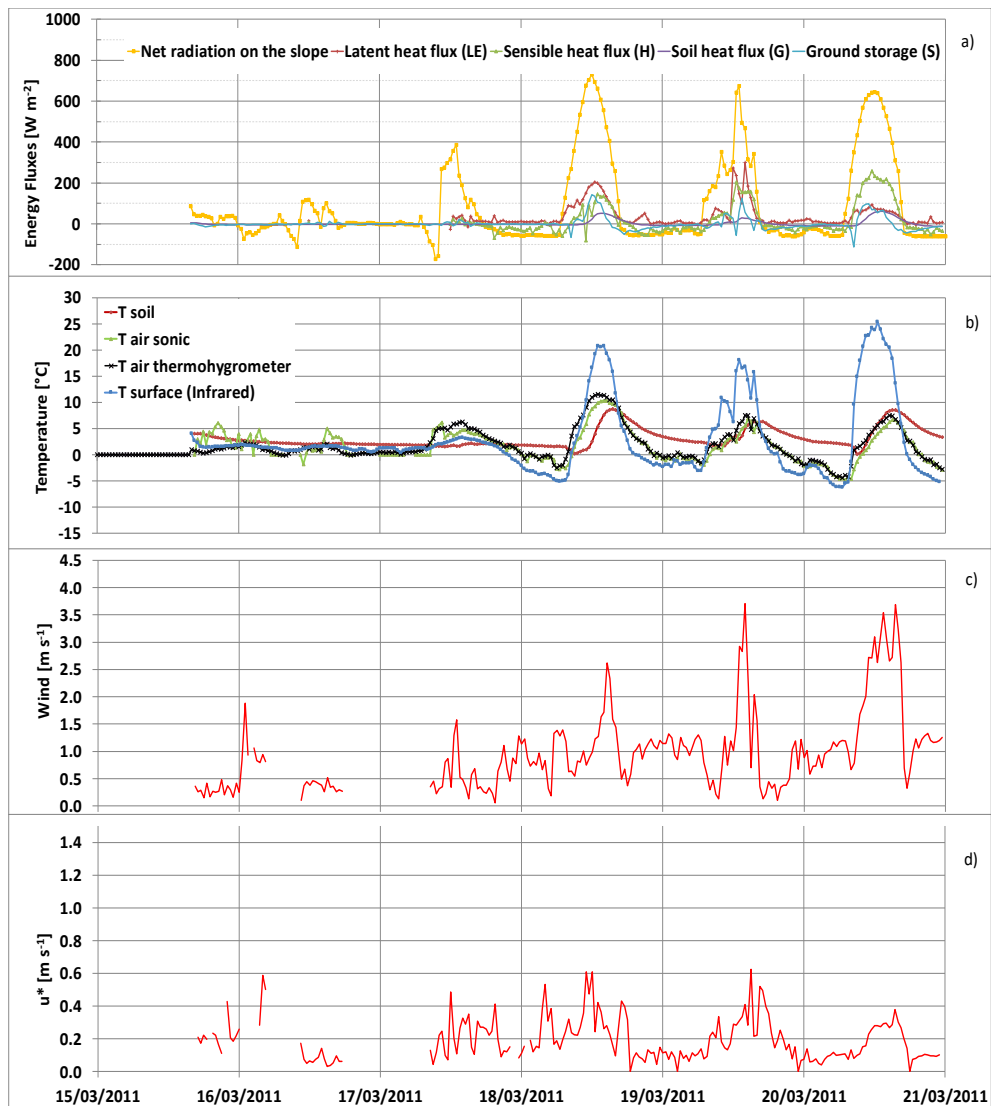 1000
800
600
400
200
0
-200
Energy Fluxes [W m-2]
Net radiation on the slope
Latent heat flux (LE)
Sensible heat flux (H)
Soil heat flux (G)
Ground storage (S)
a)
30
25
20
15
10
5
0
-5
-10
-15
Temperature [°C]
T soil
T air sonic
T air thermohygrometer
T surface (Infrared)
b)
4.5
4.0
3.5
3.0
2.5
2.0
1.5
1.0
0.5
0.0
Wind [m s-1]
c)
1.4
1.2
1.0
0.8
0.6
0.4
0.2
0.0
u* [m s-1]
d)
15/03/2011 16/03/2011 17/03/2011 18/03/2011 19/03/2011 20/03/2011 21/03/2011